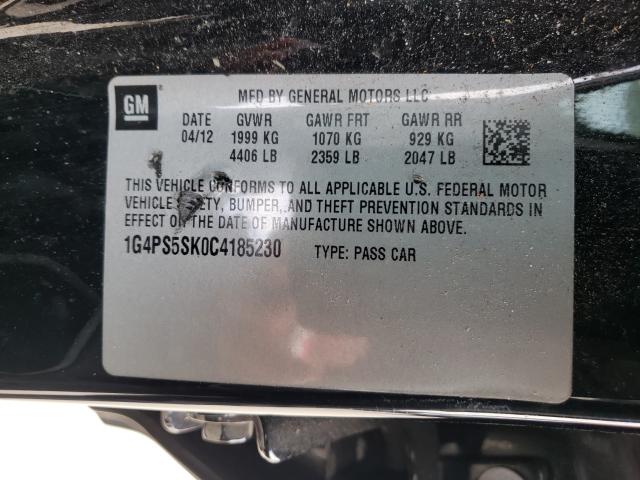 GM
MFD BY GENERAL MOTORS LLC
DATE GVWR GAWR FRT GAWR RR
04/12 1999 KG 1070 KG 929 KG
4406 LB 2359 LB 2047 LB
THIS VEHICLE CONFORMS TO ALL APPLICABLE U.S. FEDERAL MOTOR
VEHICLE SAFETY, BUMPER, AND THEFT PREVENTION STANDARDS IN
EFFECT ON THE DATE OF MANUFACTURE SHOWN ABOVE.
1G4PS5SK0C4185230 TYPE: PASS CAR